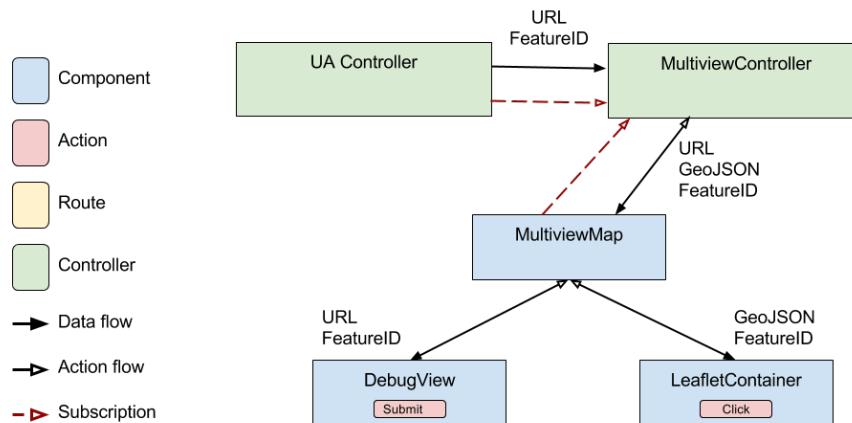 Component
Action
Route
Controller
Data flow
Action flow
Subscription
URL
FeatureID
UA Controller
MultiviewController
URL
GeoJSON
FeatureID
MultiviewMap
URL
FeatureID
GeoJSON
FeatureID
DebugView
Submit
LeafletContainer
Click